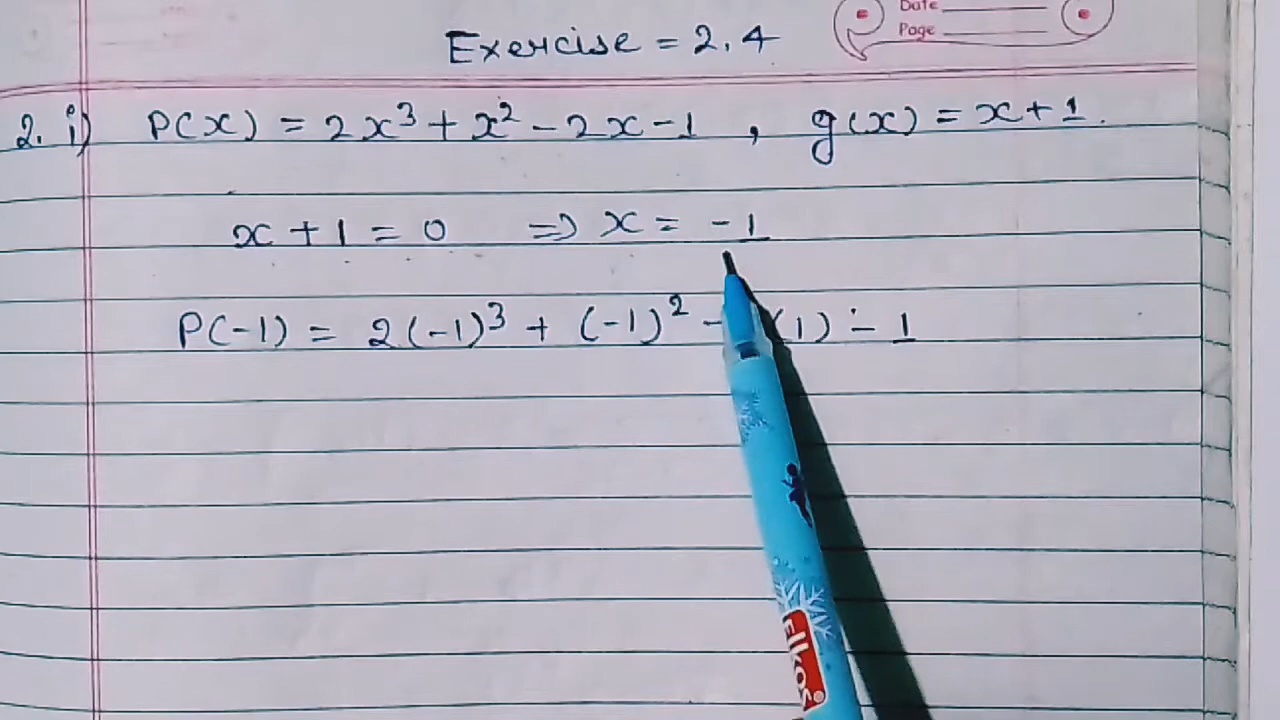 Date
Page
Exercise = 2.4
2. i) P(x) = 2x³ + x² - 2x - 1 , g(x) = x + 1.
x + 1 = 0 ⇒ x = -1
P(-1) = 2(-1)³ + (-1)² - (1) - 1
elkos